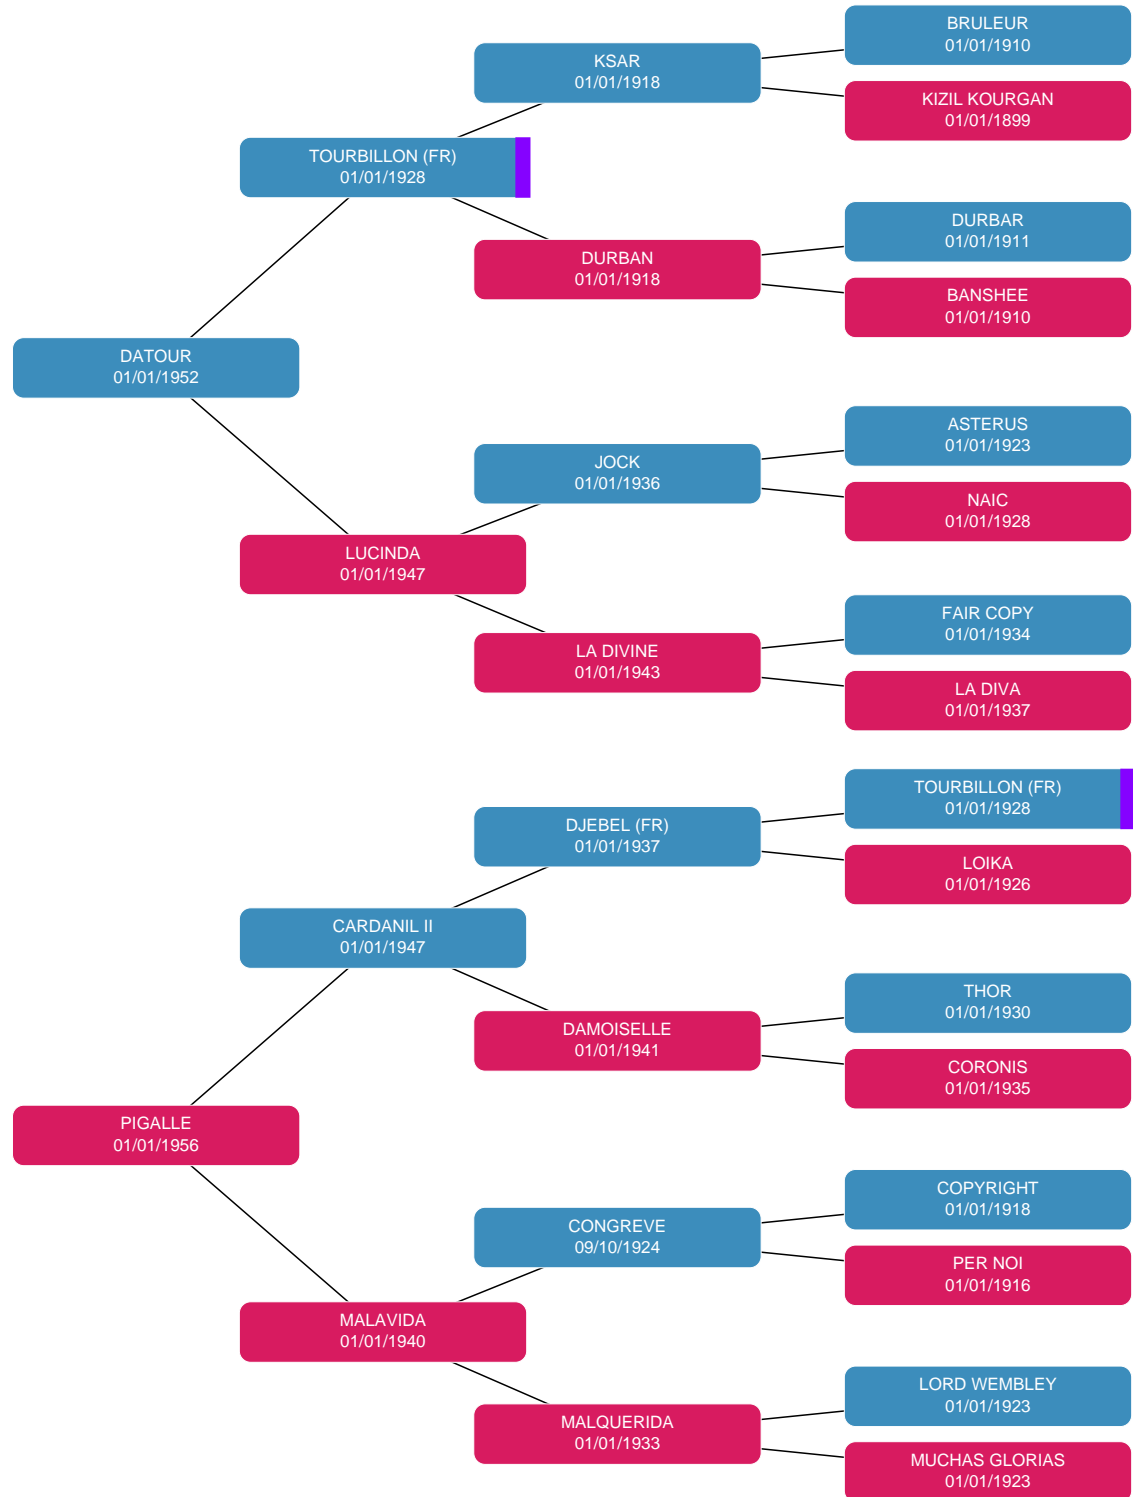 BRULEUR
01/01/1910
KSAR
01/01/1918
KIZIL KOURGAN
01/01/1899
TOURBILLON (FR)
01/01/1928
DURBAR
01/01/1911
DURBAN
01/01/1918
BANSHEE
01/01/1910
DATOUR
01/01/1952
ASTERUS
01/01/1923
JOCK
01/01/1936
NAIC
01/01/1928
LUCINDA
01/01/1947
FAIR COPY
01/01/1934
LA DIVINE
01/01/1943
LA DIVA
01/01/1937
TOURBILLON (FR)
01/01/1928
DJEBEL (FR)
01/01/1937
LOIKA
01/01/1926
CARDANIL II
01/01/1947
THOR
01/01/1930
DAMOISELLE
01/01/1941
CORONIS
01/01/1935
PIGALLE
01/01/1956
COPYRIGHT
01/01/1918
CONGREVE
09/10/1924
PER NOI
01/01/1916
MALAVIDA
01/01/1940
LORD WEMBLEY
01/01/1923
MALQUERIDA
01/01/1933
MUCHAS GLORIAS
01/01/1923